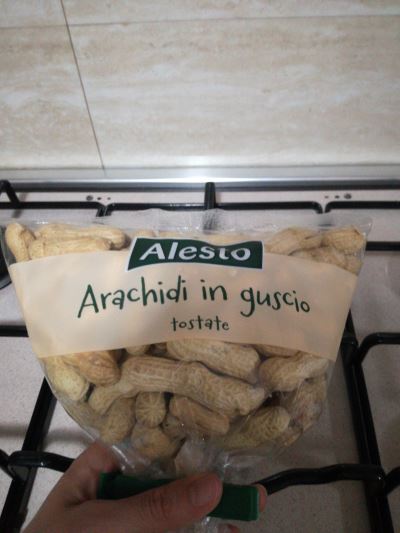 Alesto
Arachidi in guscio
tostate